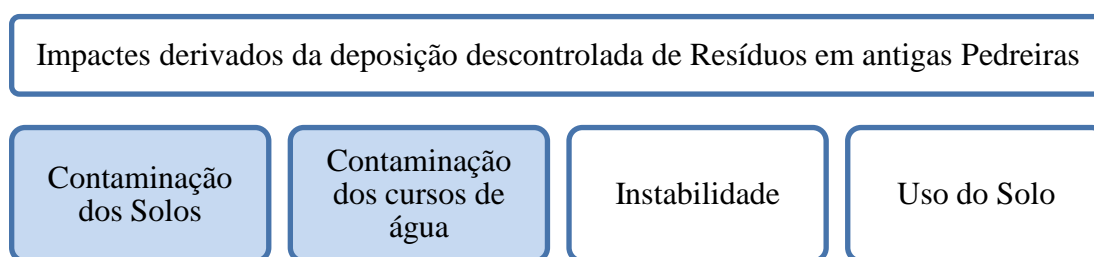 Impactes derivados da deposição descontrolada de Resíduos em antigas Pedreiras
Contaminação
dos Solos
Contaminação
dos cursos de
água
Instabilidade
Uso do Solo